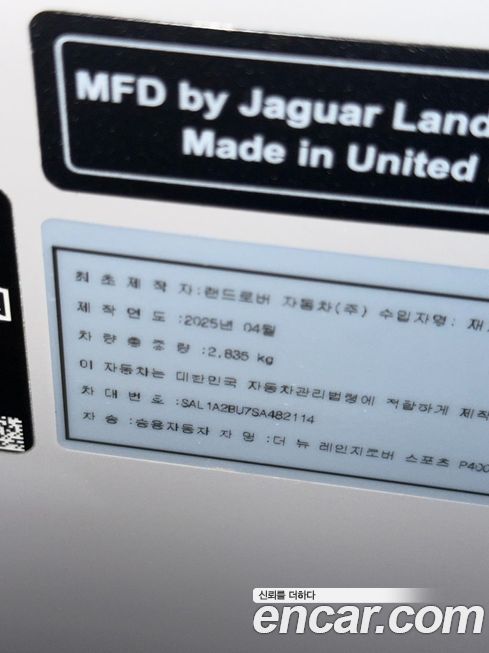 MFD by Jaguar Land
Made in United
최 초 제 작 자:랜드로버 자동차(주) 수입자명: 재
제 작 연 도 :2025년 04월
차 량 총 중 량 :2,835 kg
이 자동차는 대한민국 자동차관리법령에 적합하게 제작
차 대 번 호 :SAL1A2BU7SA482114
차 종 :승용자동차 차 명 :더 뉴 레인지로버 스포츠 P400
신뢰를 더하다
encar.com